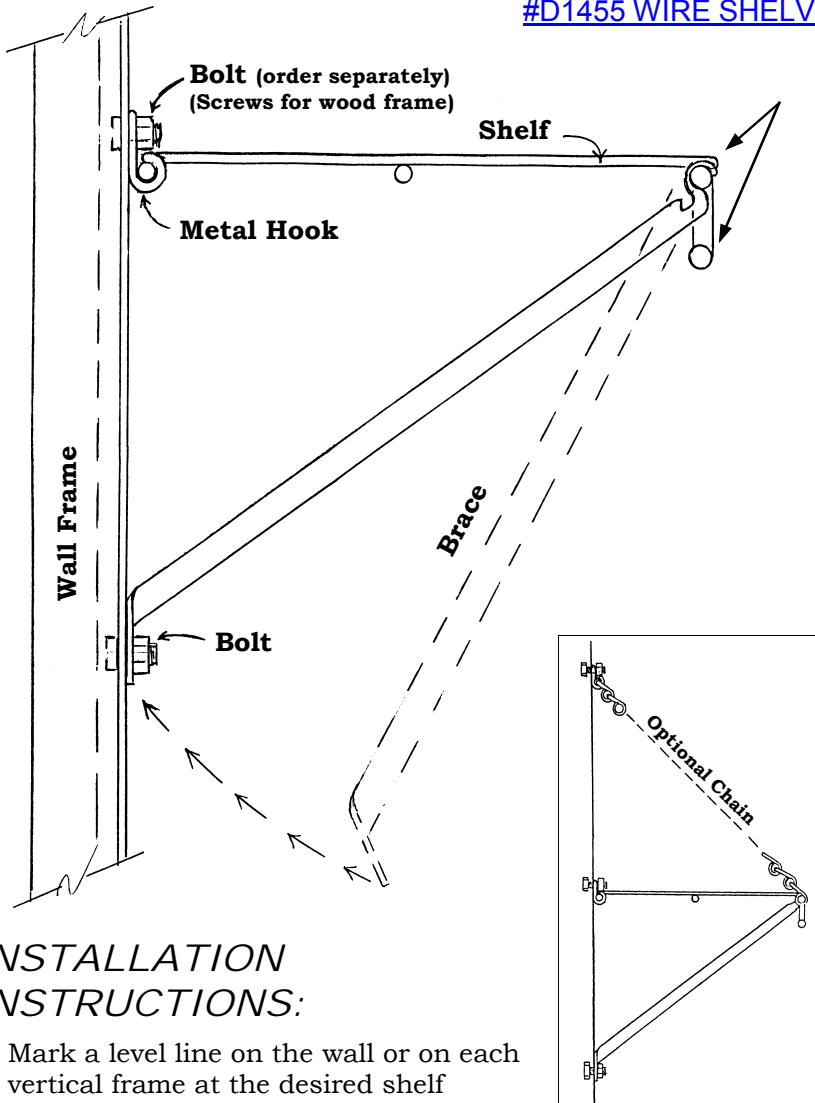 #D1455 WIRE SHELV
Bolt (order separately)
(Screws for wood frame)
Shelf
Metal Hook
Wall Frame
Brace
Bolt
Optional Chain
NSTALLATION
NSTRUCTIONS:
Mark a level line on the wall or on each
vertical frame at the desired shelf